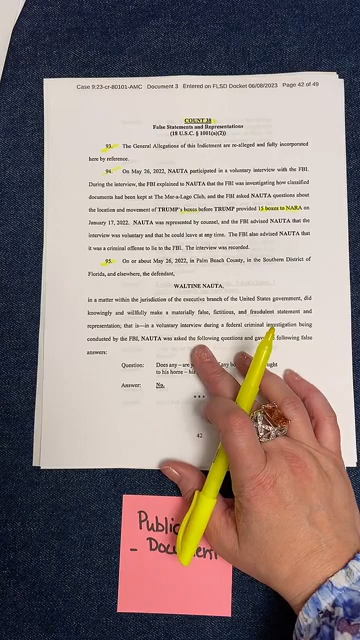 Case 9:23-cr-80101-AMC Document 3 Entered on FLSD Docket 06/08/2023 Page 42 of 49
COUNT 38
False Statements and Representations
(18 U.S.C. § 1001(a)(2))
93. The General Allegations of this Indictment are re-alleged and fully incorporated
here by reference.
94. On May 26, 2022, NAUTA participated in a voluntary interview with the FBI.
During the interview, the FBI explained to NAUTA that the FBI was investigating how classified
documents had been kept at The Mar-a-Lago Club, and the FBI asked NAUTA questions about
the location and movement of TRUMP's boxes before TRUMP provided 15 boxes to NARA on
January 17, 2022. NAUTA was represented by counsel, and the FBI advised NAUTA that the
interview was voluntary and that he could leave at any time. The FBI also advised NAUTA that
it was a criminal offense to lie to the FBI. The interview was recorded.
95. On or about May 26, 2022, in Palm Beach County, in the Southern District of
Florida, and elsewhere, the defendant,
WALTINE NAUTA,
in a matter within the jurisdiction of the executive branch of the United States government, did
knowingly and willfully make a materially false, fictitious, and fraudulent statement and
representation; that is—in a voluntary interview during a federal criminal investigation being
conducted by the FBI, NAUTA was asked the following questions and gave following false
answers:
Question: Does any – are any bo ught
to his home – his
Answer: No.
***
42
Public
- Document